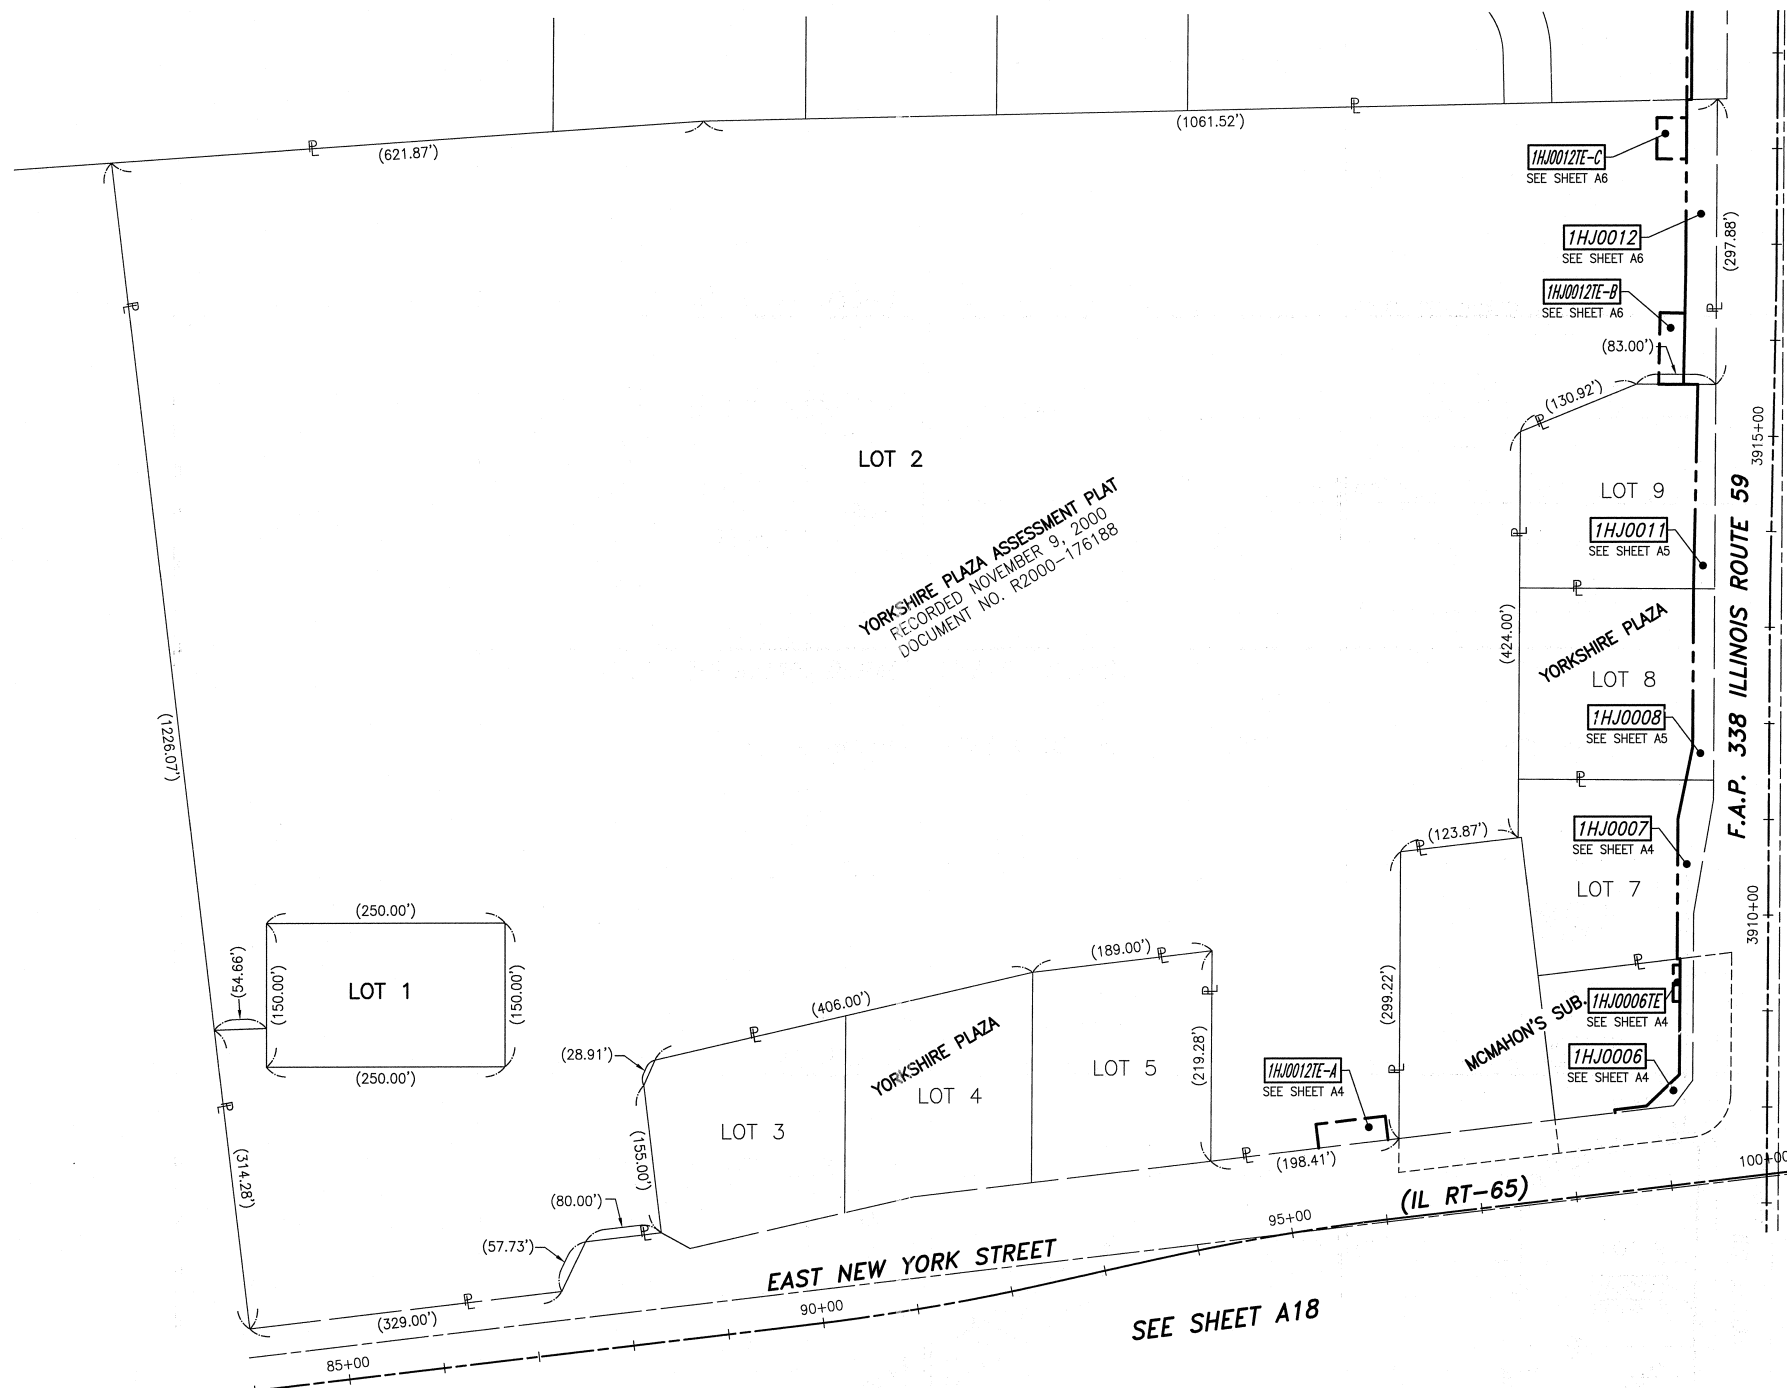 (621.87')
(1061.52')
1HJ0012TE-C
SEE SHEET A6
1HJ0012
SEE SHEET A6
(297.88')
1HJ0012TE-B
SEE SHEET A6
(83.00')
(130.92')
3915+00
LOT 2
LOT 9
YORKSHIRE PLAZA ASSESSMENT PLAT
RECORDED NOVEMBER 9, 2000
DOCUMENT NO. R2000-176188
1HJ0011
SEE SHEET A5
F.A.P. 338 ILLINOIS ROUTE 59
(424.00')
YORKSHIRE PLAZA
LOT 8
1HJ0008
SEE SHEET A5
(1226.07')
(123.87')
1HJ0007
SEE SHEET A4
LOT 7
3910+00
(250.00')
(54.99')
(150.00')
LOT 1
(150.00')
(250.00')
(189.00')
(406.00')
(299.22')
MCMAHON'S SUB.
1HJ0006TE
SEE SHEET A4
1HJ0006
SEE SHEET A4
(28.91')
YORKSHIRE PLAZA
LOT 3
LOT 4
LOT 5
(219.28')
1HJ0012TE-A
SEE SHEET A4
(155.00')
(314.28')
(198.41')
100+00
(80.00')
(57.73')
(IL RT-65)
95+00
EAST NEW YORK STREET
90+00
(329.00')
SEE SHEET A18
85+00